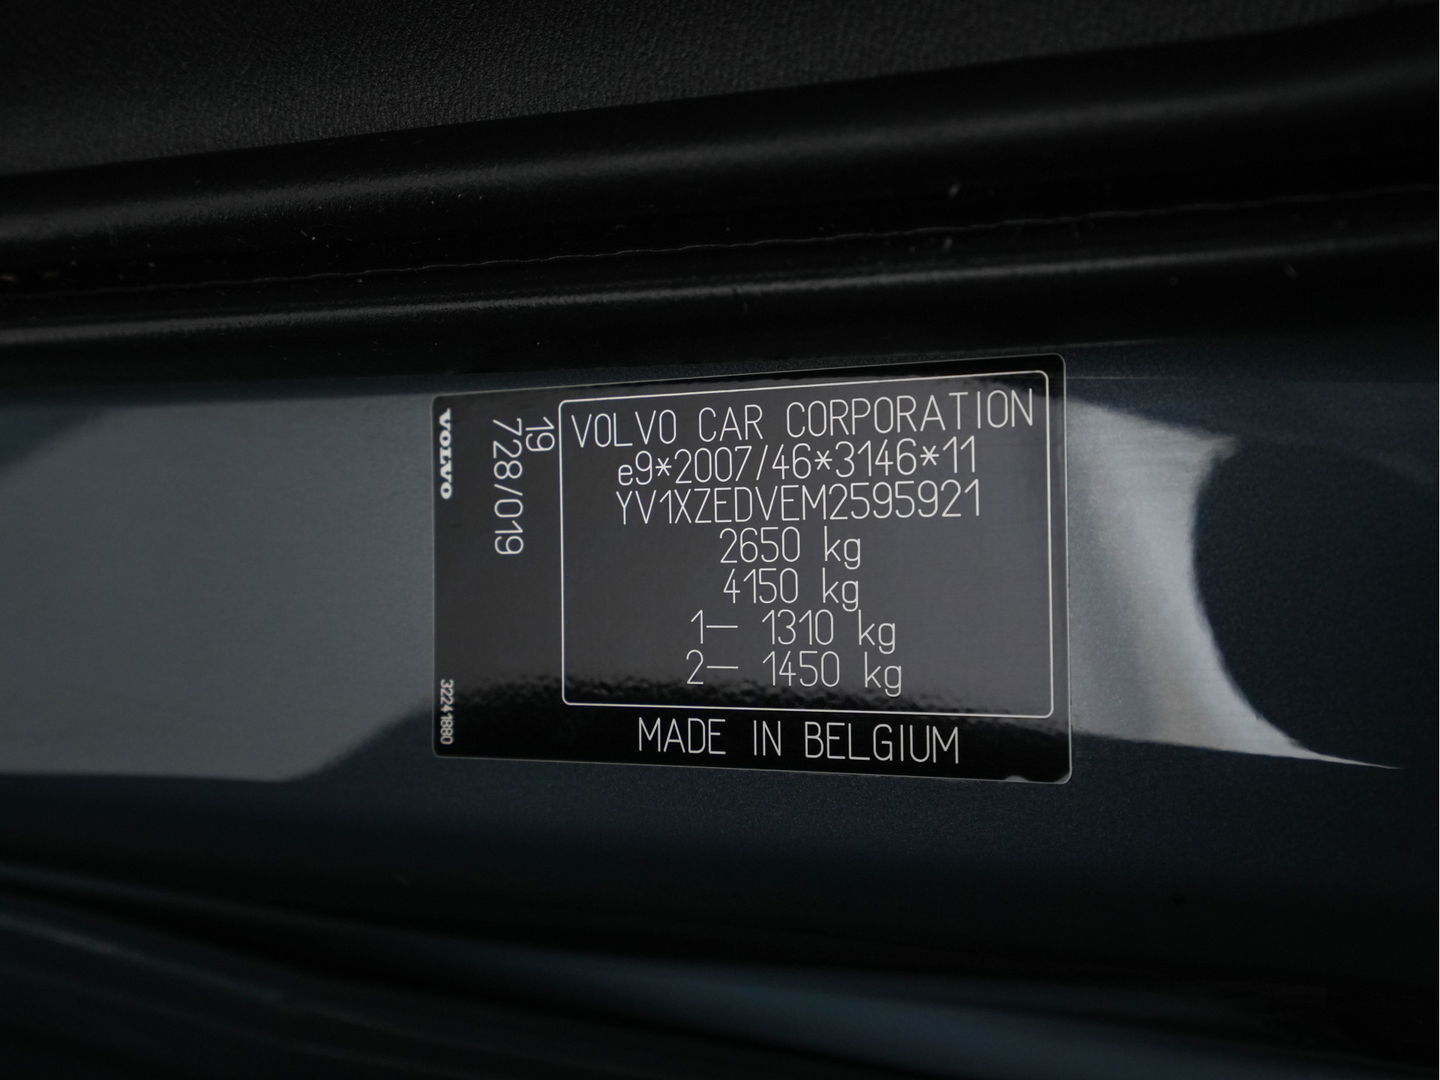 VOLVO
32241880
19
728/019
VOLVO CAR CORPORATION
e9*2007/46*3146*11
YV1XZEDVEM2595921
2650 kg
4150 kg
1— 1310 kg
2— 1450 kg
MADE IN BELGIUM